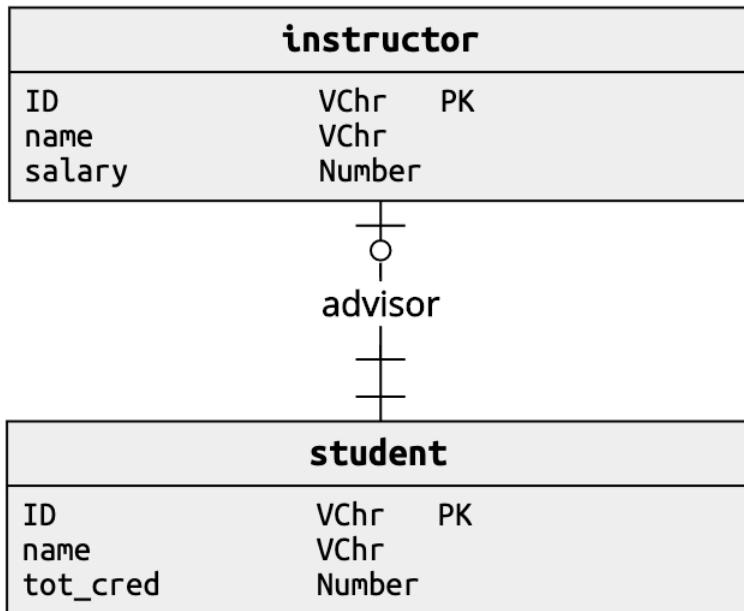 instructor
ID VChr PK
name VChr
salary Number
advisor
student
ID VChr PK
name VChr
tot_cred Number